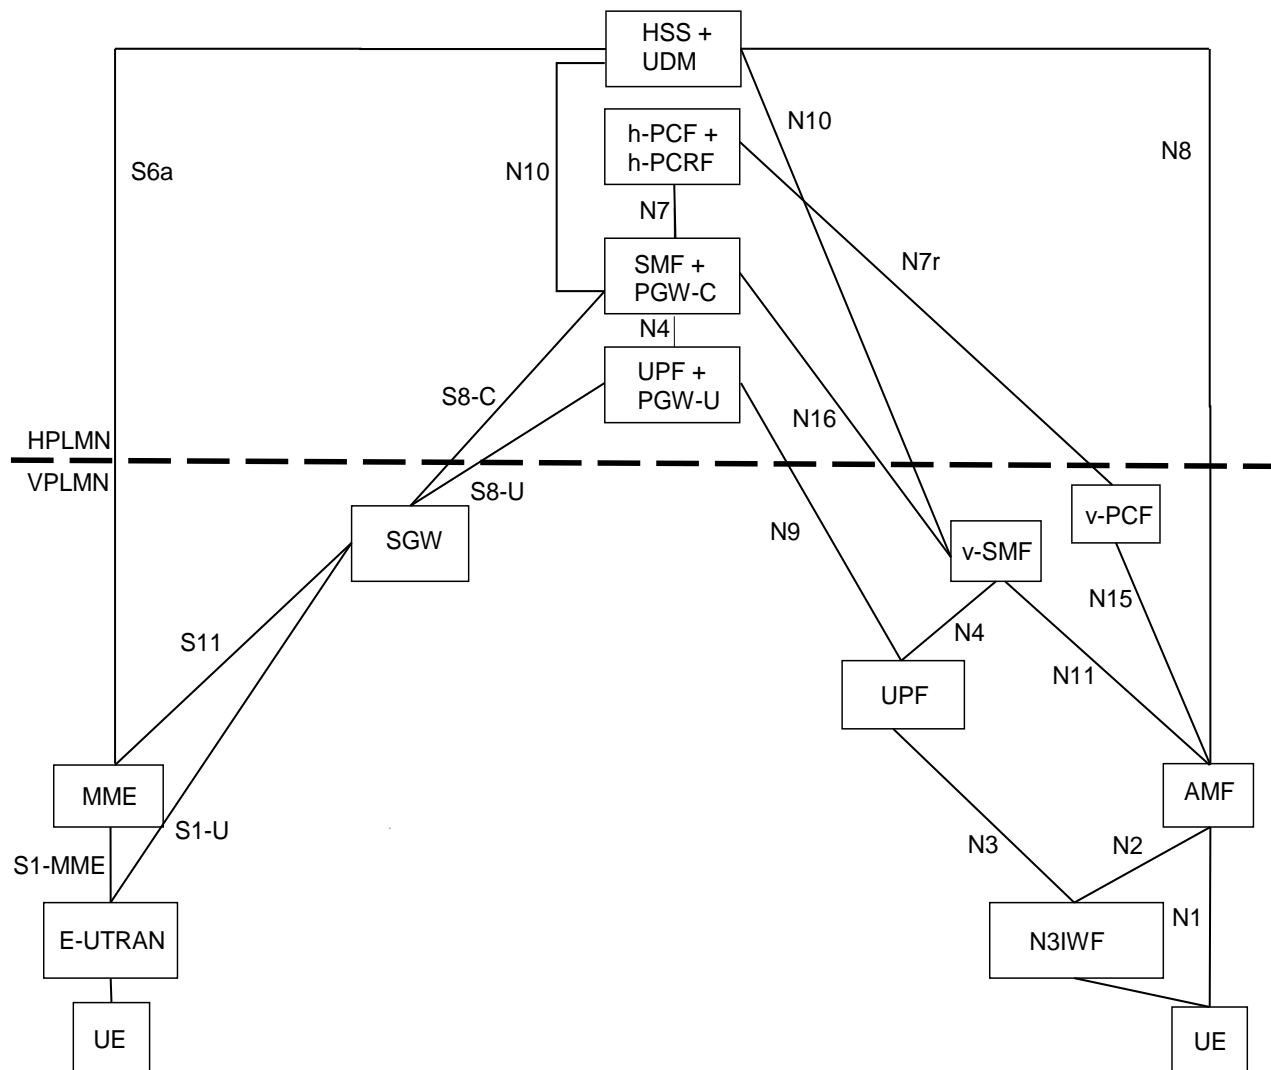 HSS +
UDM
h-PCF +
h-PCRF
N10
N8
S6a
N10
N7
N7r
SMF +
PGW-C
N4
UPF +
PGW-U
S8-C
N16
HPLMN
VPLMN
S8-U
v-PCF
SGW
N9
v-SMF
N15
S11
N4
N11
UPF
MME
AMF
S1-U
N3
N2
S1-MME
N1
E-UTRAN
N3IWF
UE
UE